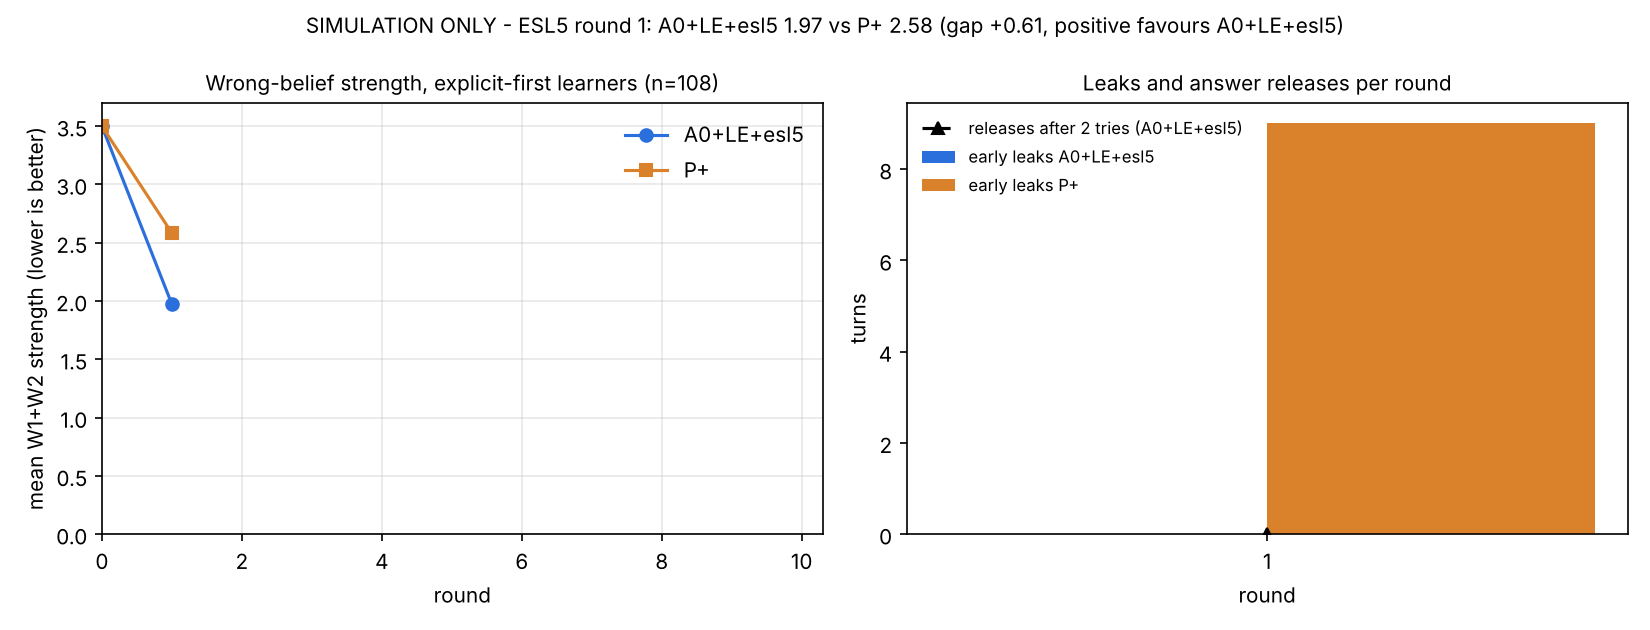 SIMULATION ONLY - ESL5 round 1: A0+LE+esl5 1.97 vs P+ 2.58 (gap +0.61, positive favours A0+LE+esl5)
Wrong-belief strength, explicit-first learners (n=108)
mean W1+W2 strength (lower is better)
3.5
3.0
2.5
2.0
1.5
1.0
0.5
0.0
A0+LE+esl5
P+
0 2 4 6 8 10
round
Leaks and answer releases per round
turns
8
6
4
2
0
releases after 2 tries (A0+LE+esl5)
early leaks A0+LE+esl5
early leaks P+
1
round